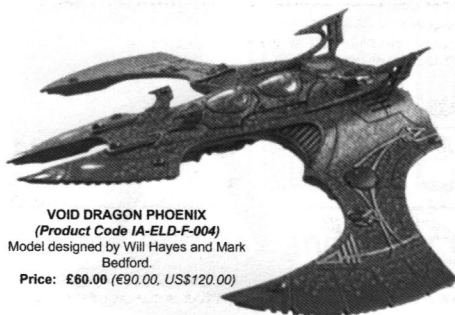 VOID DRAGON PHOENIX
(Product Code IA-ELD-F-004)
Model designed by Will Hayes and Mark
Bedford.
Price: £60.00 (€90.00, US$120.00)